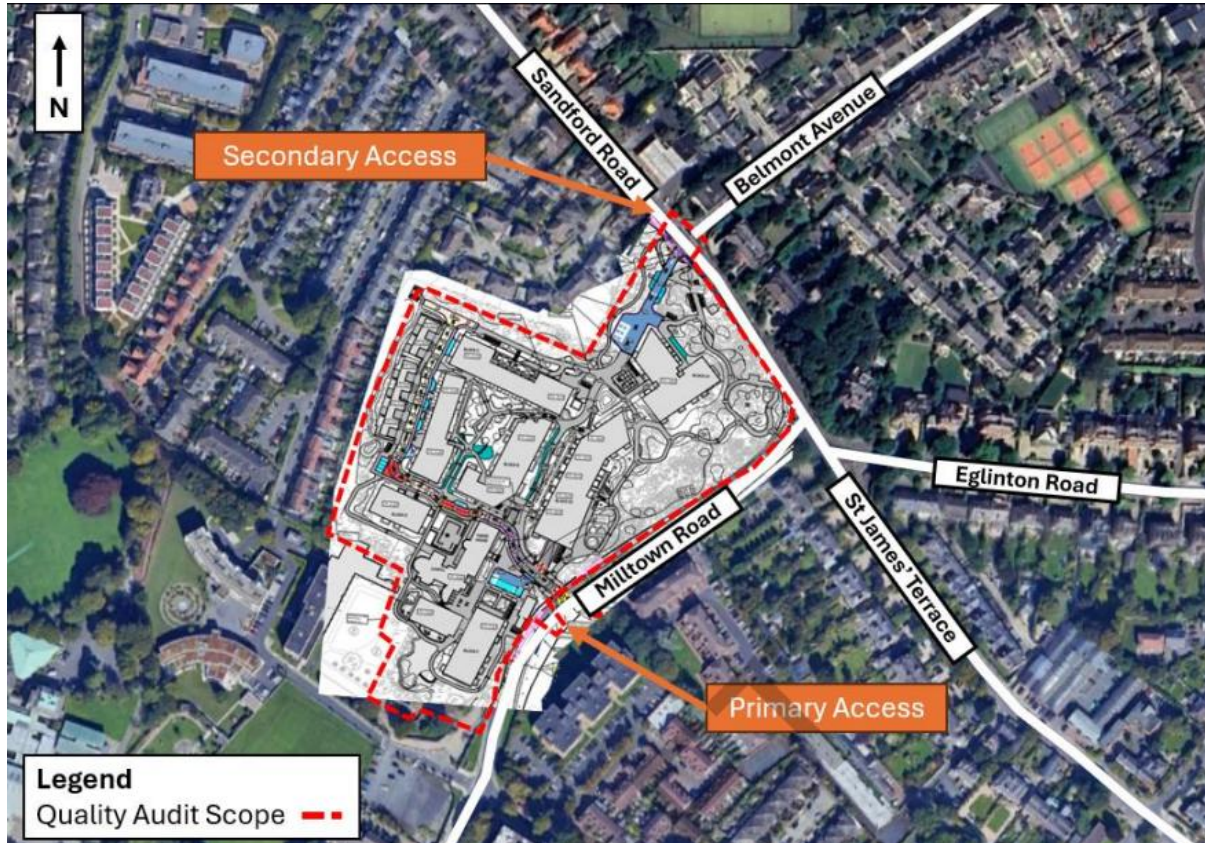 N
Sandford Road
Belmont Avenue
Secondary Access
Eglinton Road
Milltown Road
St James' Terrace
Primary Access
Legend
Quality Audit Scope